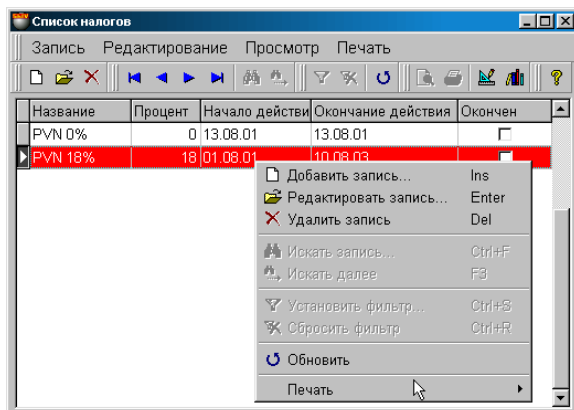 Список налогов
Запись Редактирование Просмотр Печать
Название Процент Начало действи Окончание действия Окончен
PVN 0% 0 13.08.01 13.08.01
PVN 18% 18 01.08.01 10.08.03
Добавить запись... Ins
Редактировать запись... Enter
Удалить запись Del
Искать запись... Ctrl+F
Искать далее F3
Установить фильтр... Ctrl+S
Сбросить фильтр Ctrl+R
Обновить
Печать